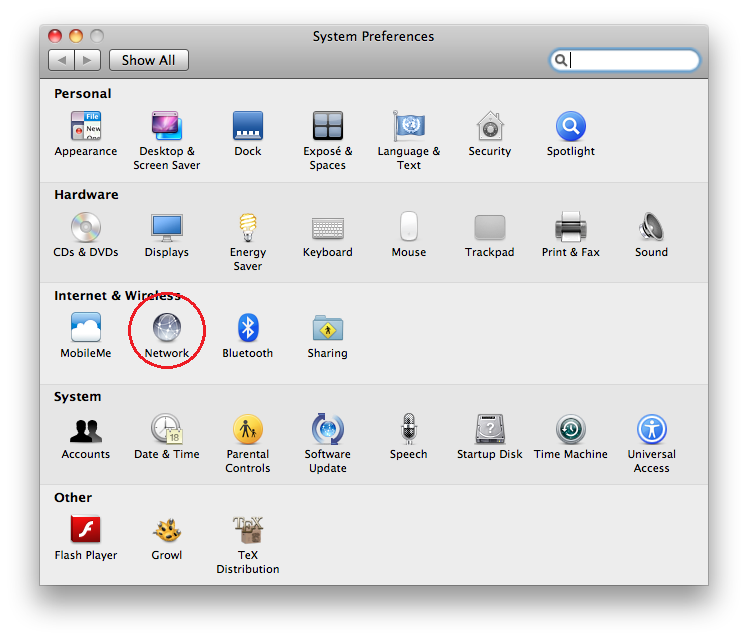 System Preferences
Show All
Personal
Appearance
Desktop &
Screen Saver
Dock
Exposé &
Spaces
Language &
Text
Security
Spotlight
Hardware
CDs & DVDs
Displays
Energy
Saver
Keyboard
Mouse
Trackpad
Print & Fax
Sound
Internet & Wireless
MobileMe
Network
Bluetooth
Sharing
System
Accounts
Date & Time
18
Parental
Controls
Software
Update
Speech
Startup Disk
Time Machine
Universal
Access
Other
Flash Player
Growl
TeX
TeX
Distribution
File
New